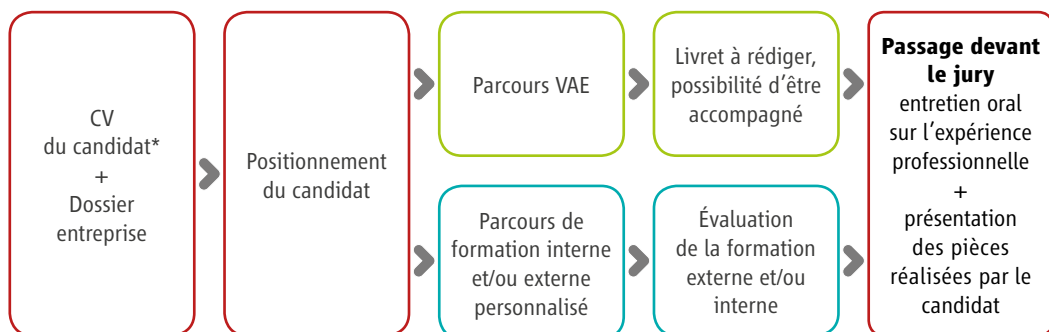 CV
du candidat*
+
Dossier
entreprise
Positionnement
du candidat
Parcours VAE
Livret à rédiger,
possibilité d’être
accompagné
Parcours de
formation interne
et/ou externe
personnalisé
Évaluation
de la formation
externe et/ou
interne
Passage devant
le jury
entretien oral
sur l’expérience
professionnelle
+
présentation
des pièces
réalisées par le
candidat